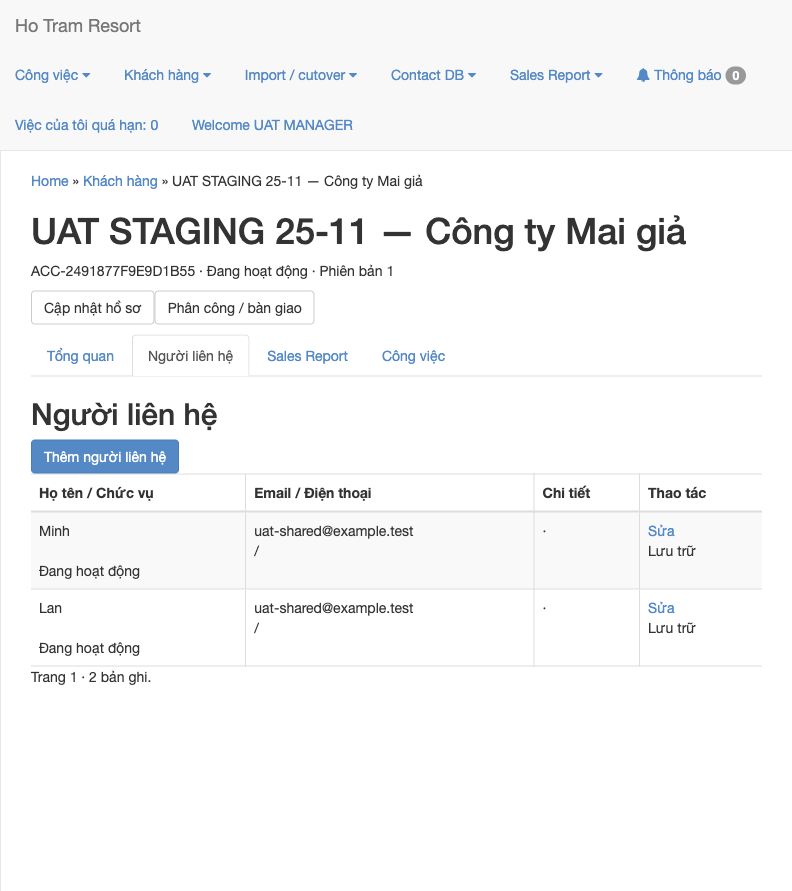 Ho Tram Resort
Công việc Khách hàng Import / cutover Contact DB Sales Report Thông báo 0
Việc của tôi quá hạn: 0 Welcome UAT MANAGER
Home » Khách hàng » UAT STAGING 25-11 — Công ty Mai giả
UAT STAGING 25-11 — Công ty Mai giả
ACC-2491877F9E9D1B55 · Đang hoạt động · Phiên bản 1
Cập nhật hồ sơ Phân công / bàn giao
Tổng quan Người liên hệ Sales Report Công việc
Người liên hệ
Thêm người liên hệ
Họ tên / Chức vụ Email / Điện thoại Chi tiết Thao tác
Minh uat-shared@example.test · Sửa
/ Lưu trữ
Đang hoạt động
Lan uat-shared@example.test · Sửa
/ Lưu trữ
Đang hoạt động
Trang 1 · 2 bản ghi.